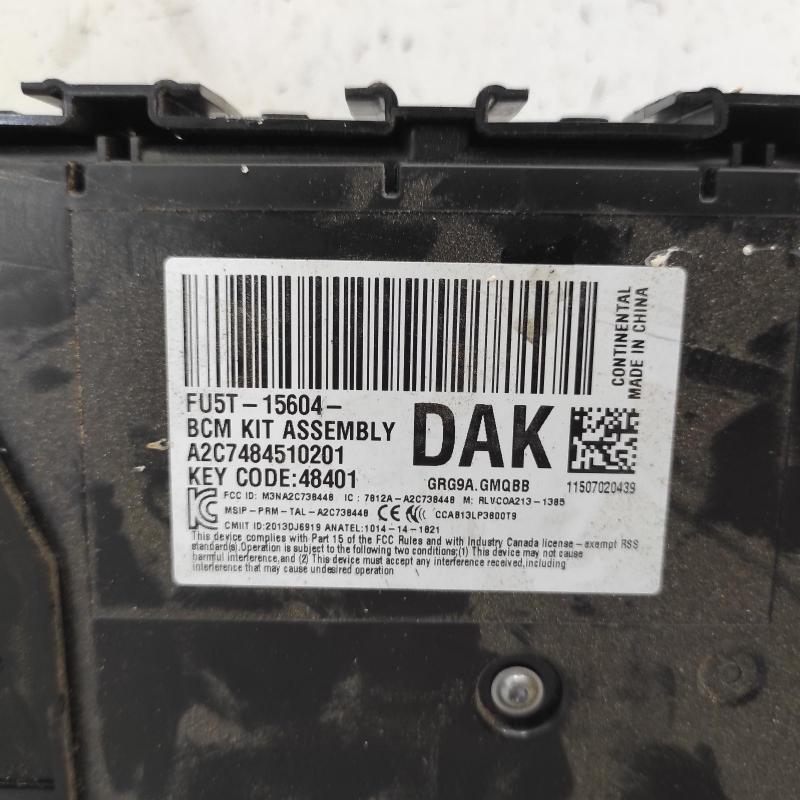 CONTINENTAL
MADE IN CHINA
FU5T-15604-
DAK
BCM KIT ASSEMBLY
A2C7484510201
KEY CODE:48401
GRG9A.GMQBB
11507020439
FCC ID: M3NA2C738448 IC: 7812A-A2C738448 M: RLVCOA213-1385
MSIP-PRM-TAL-A2C738448 CE CCAB13LP3800T9
CMIIT ID:2013DJ6919 ANATEL:1014-14-1821
This device complies with Part 15 of the FCC Rules and with Industry Canada license - exempt RSS
standard(s).Operation is subject to the following two conditions;(1) This device may not cause
harmful interference,and (2) This device must accept any interference received,including
interference that may cause undesired operation